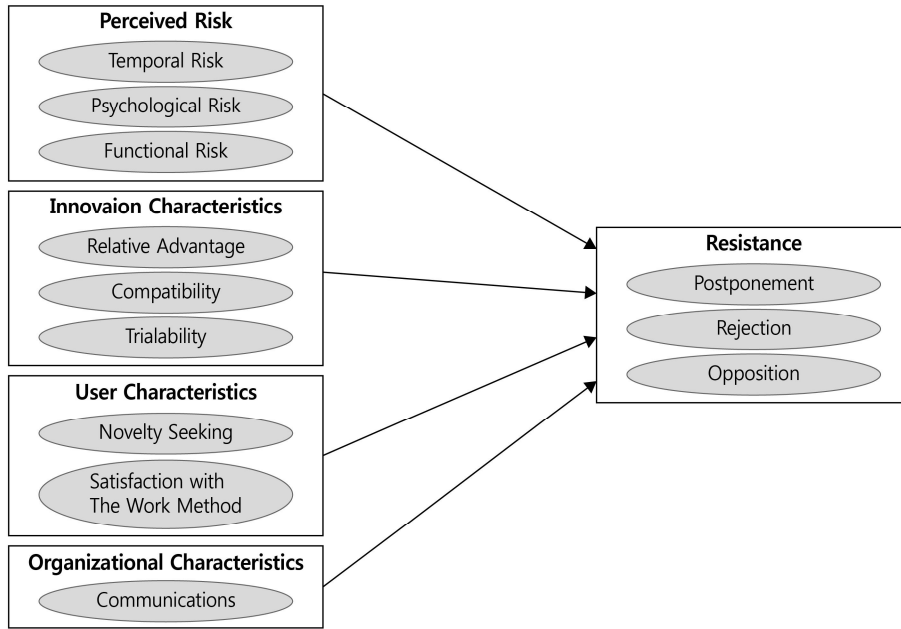 Perceived Risk
Temporal Risk
Psychological Risk
Functional Risk
Innovaion Characteristics
Relative Advantage
Compatibility
Trialability
User Characteristics
Novelty Seeking
Satisfaction with
The Work Method
Organizational Characteristics
Communications
Resistance
Postponement
Rejection
Opposition